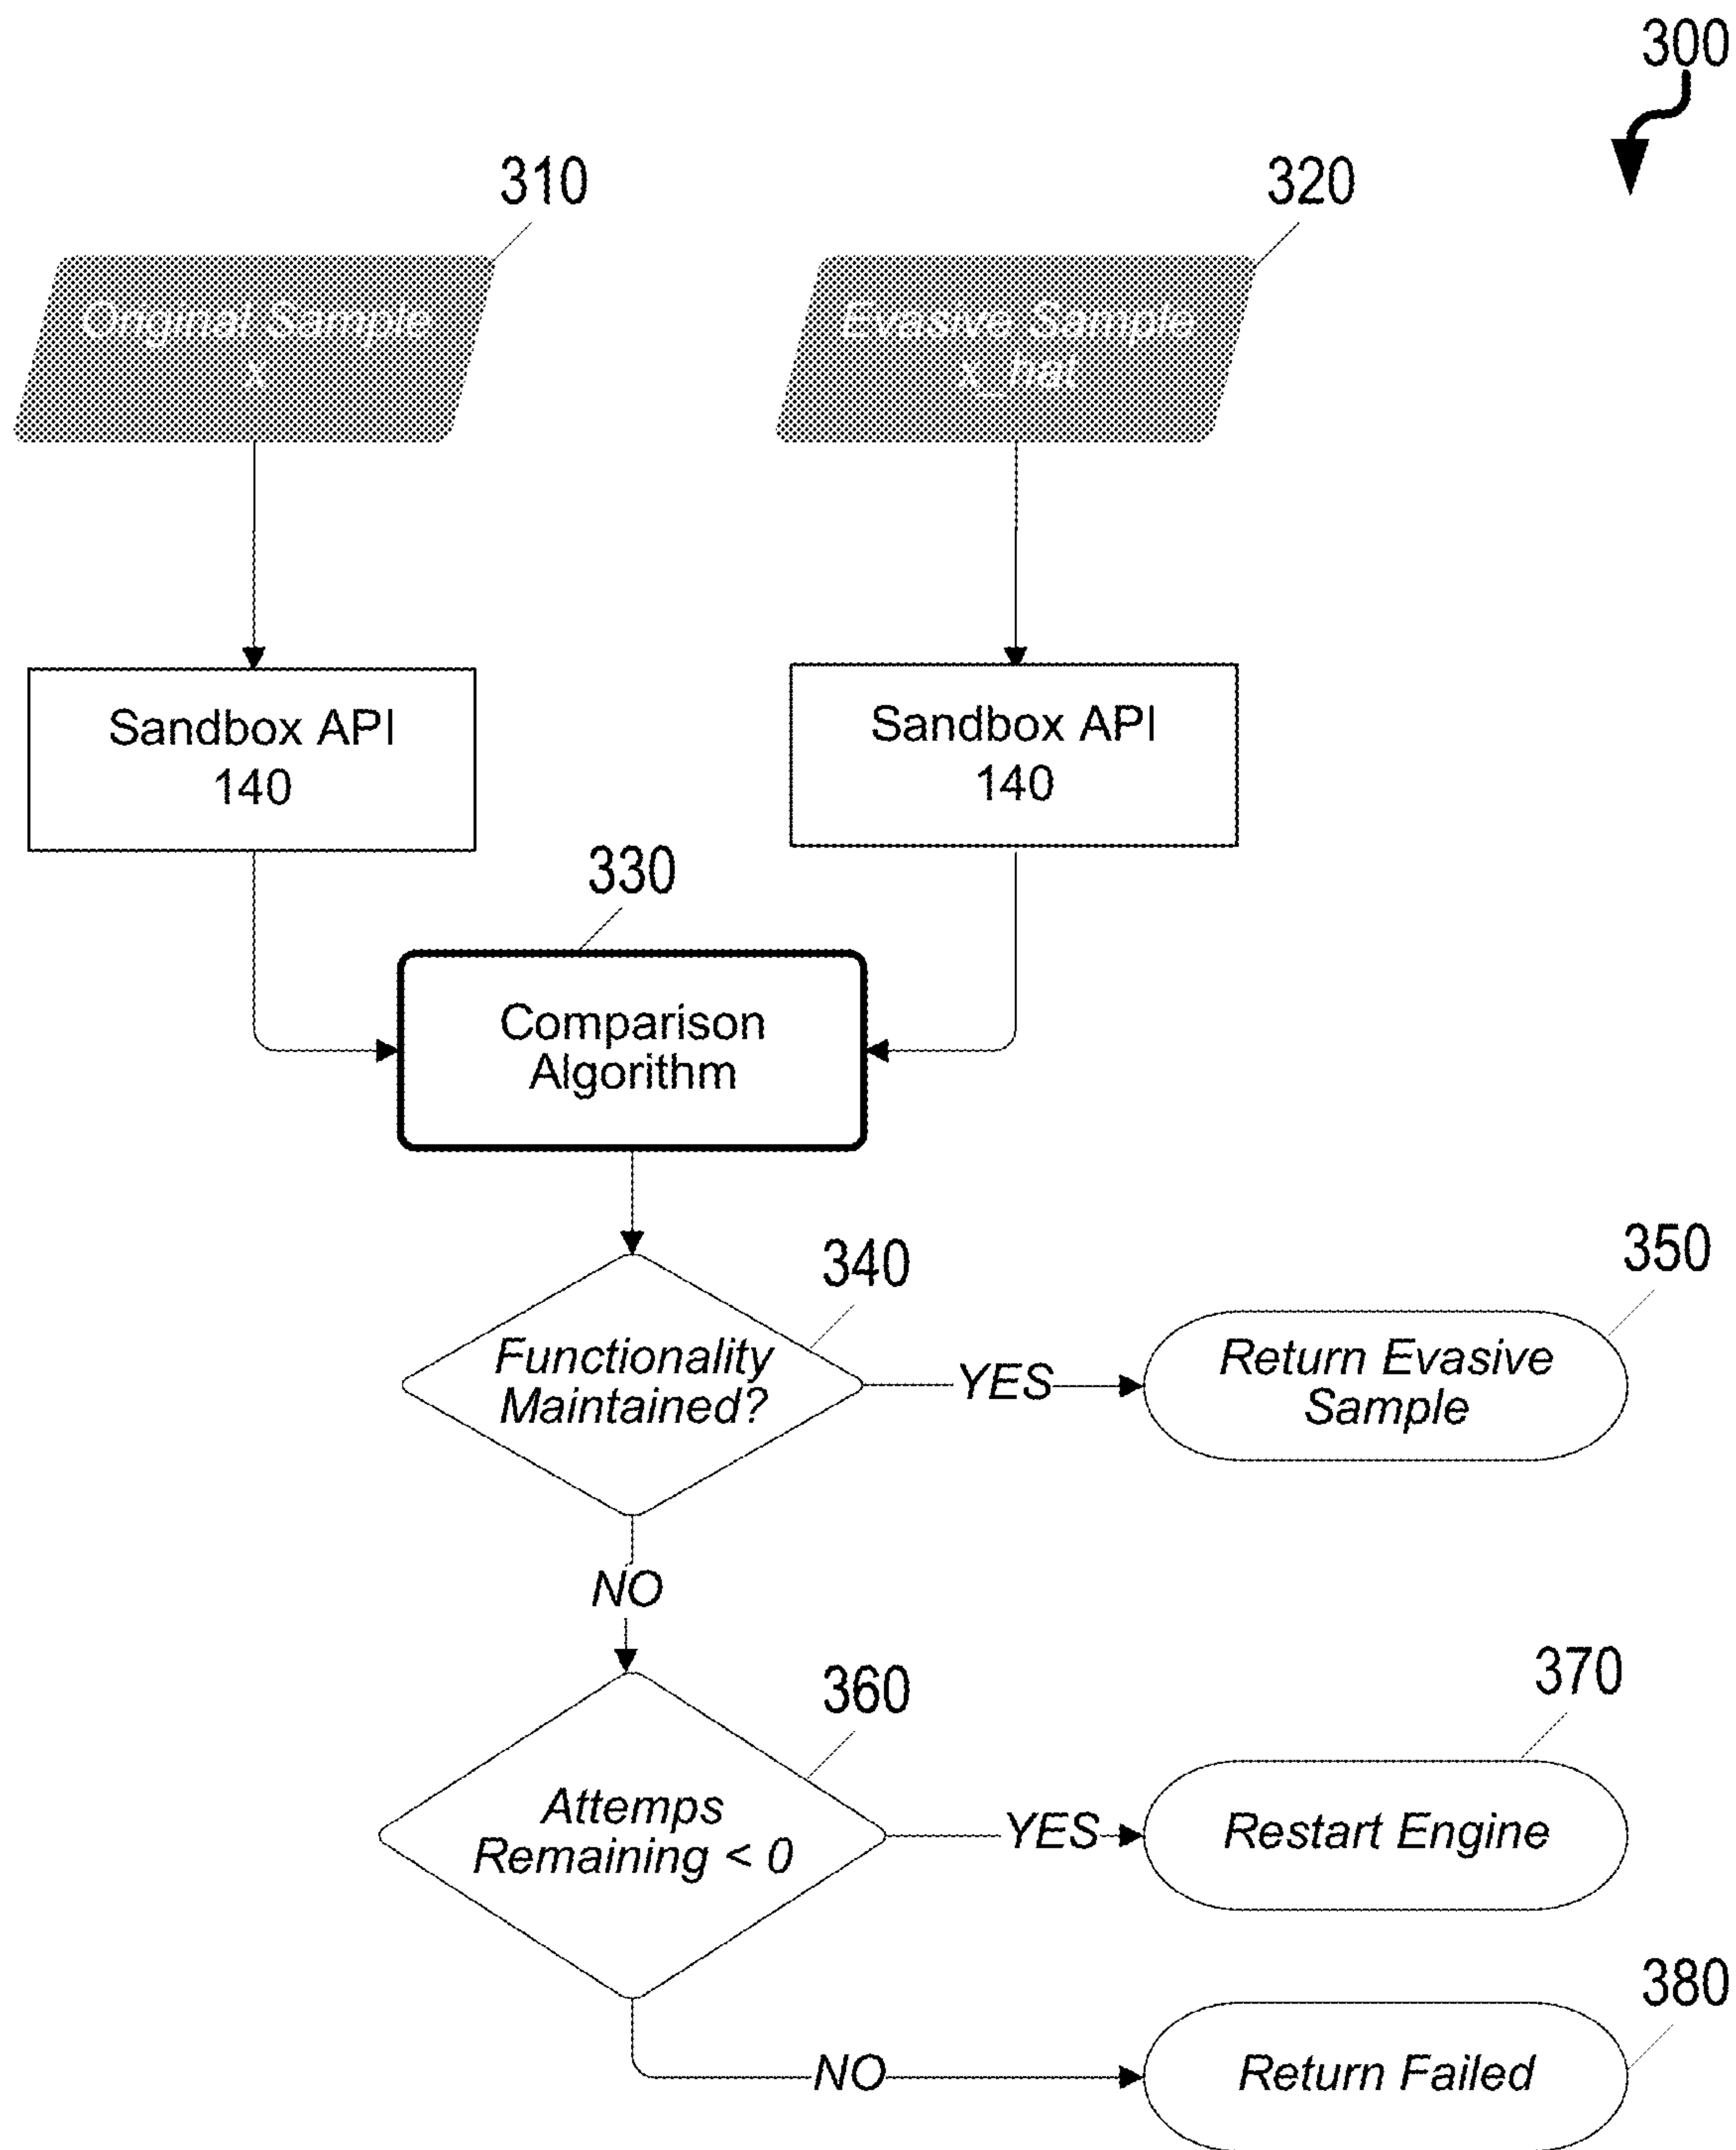 300
310
320
Original Sample
x
Evasive Sample
x_hat
Sandbox API
140
Sandbox API
140
330
Comparison
Algorithm
340
350
Functionality
Maintained?
YES
Return Evasive
Sample
NO
360
370
Attemps
Remaining < 0
YES
Restart Engine
380
NO
Return Failed